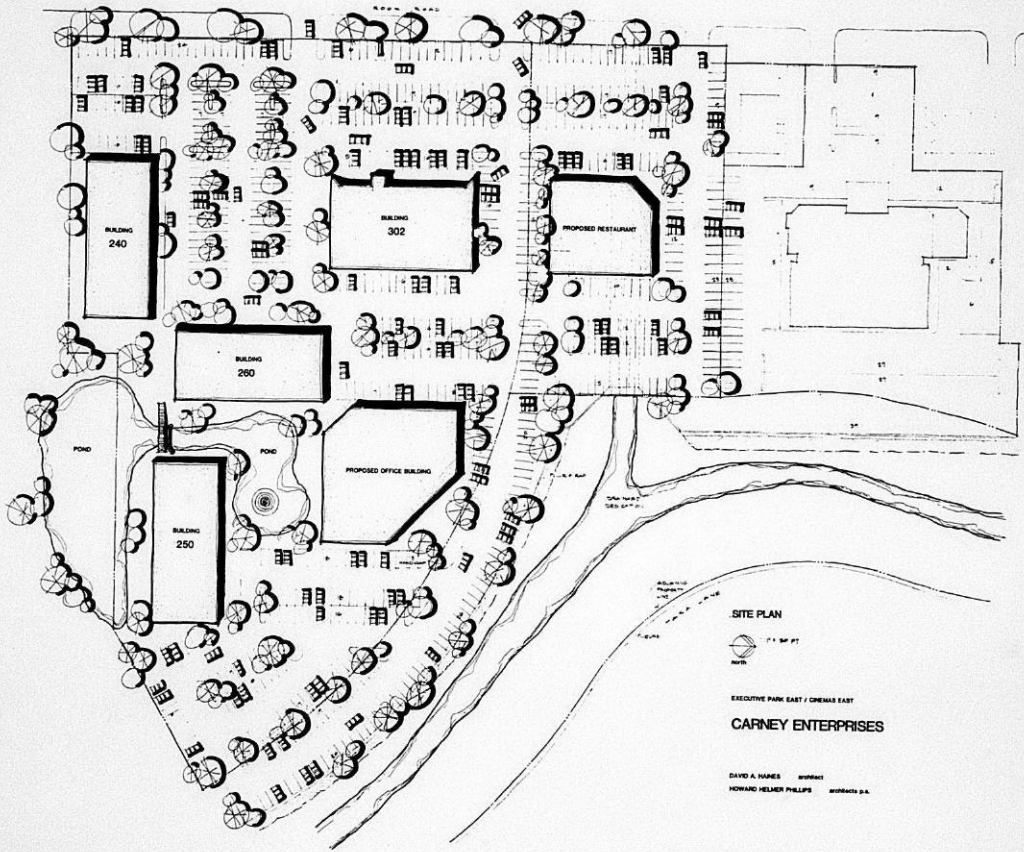 ROAD
BUILDING
240
BUILDING
302
PROPOSED RESTAURANT
BUILDING
260
POND
POND
PROPOSED OFFICE BUILDING
BUILDING
250
SITE PLAN
north
EXECUTIVE PARK EAST / CINEMAS EAST
CARNEY ENTERPRISES
DAVID A. HAINES architect
HOWARD HELMER PHILLIPS architects p.a.